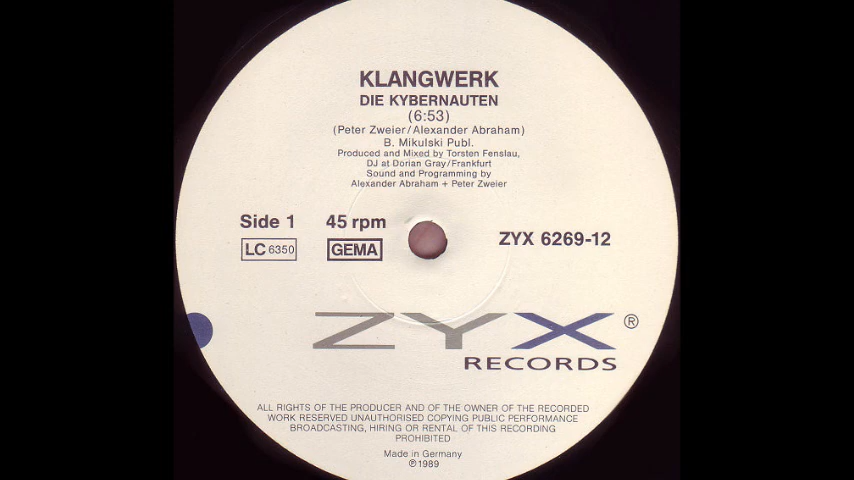 KLANGWERK
DIE KYBERNAUTEN
(6:53)
(Peter Zweier/Alexander Abraham)
B. Mikulski Publ.
Produced and Mixed by Torsten Fenslau,
DJ at Dorian Gray/Frankfurt
Sound and Programming by
Alexander Abraham + Peter Zweier
Side 1 45 rpm
LC 6350 GEMA
ZYX 6269-12
ZYX ®
RECORDS
ALL RIGHTS OF THE PRODUCER AND OF THE OWNER OF THE RECORDED
WORK RESERVED UNAUTHORISED COPYING PUBLIC PERFORMANCE
BROADCASTING, HIRING OR RENTAL OF THIS RECORDING
PROHIBITED
Made in Germany
℗1989